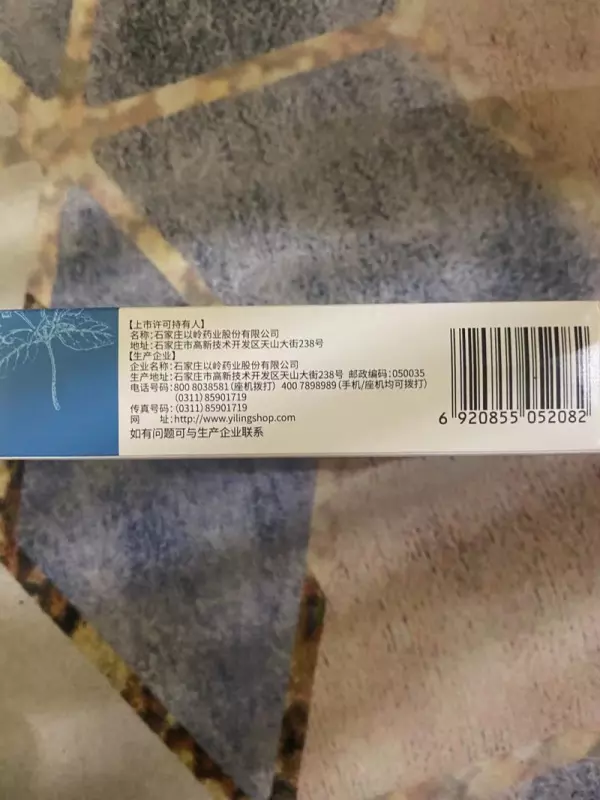 【上市许可持有人】
名称:石家庄以岭药业股份有限公司
地址:石家庄市高新技术开发区天山大街238号
【生产企业】
企业名称:石家庄以岭药业股份有限公司
生产地址:石家庄市高新技术开发区天山大街238号 邮政编码:050035
电话号码:800 8038581(座机拨打) 400 7898989(手机/座机均可拨打)
(0311)85901719
传真号码:(0311)85901719
网 址:http://www.yilingshop.com
如有问题可与生产企业联系
6 920855 052082